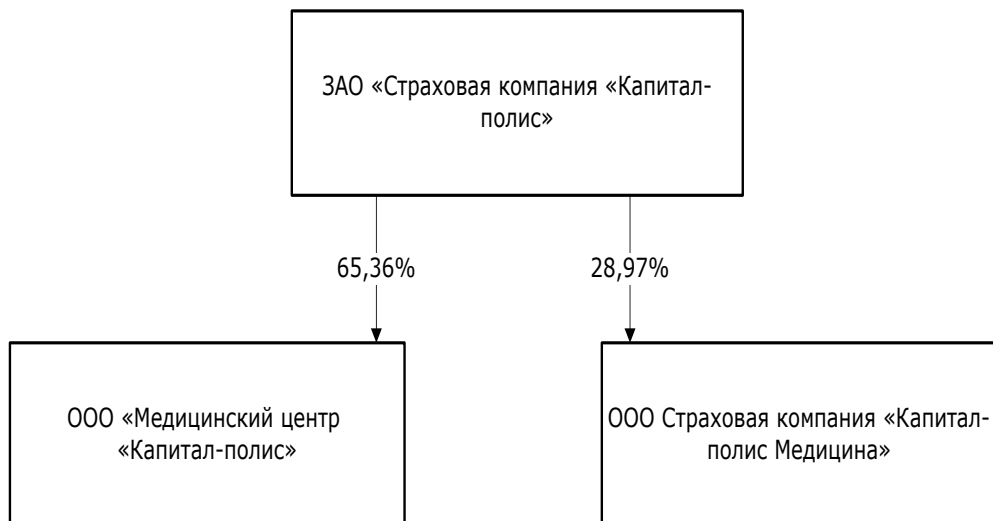 ЗАО «Страховая компания «Капитал-
полис»
65,36%
28,97%
ООО «Медицинский центр
«Капитал-полис»
ООО Страховая компания «Капитал-
полис Медицина»